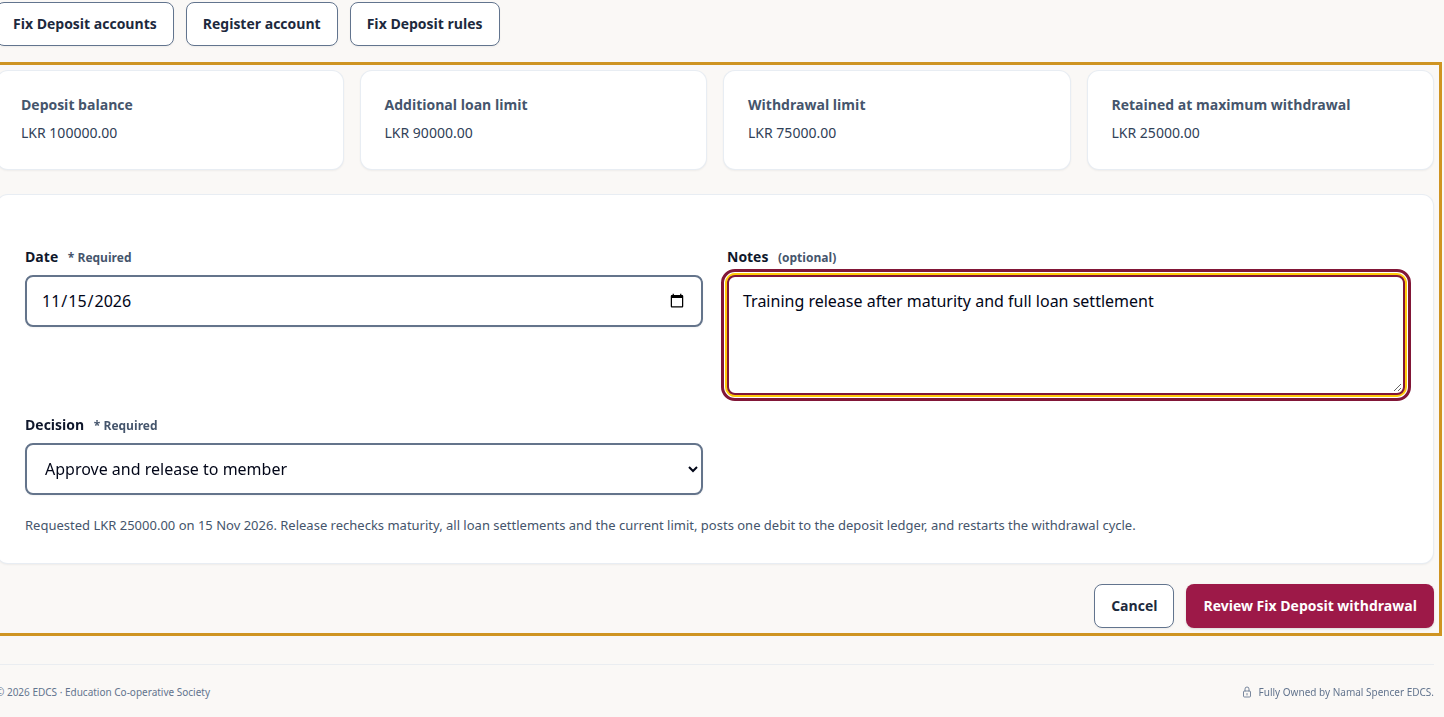 Fix Deposit accounts Register account Fix Deposit rules
Deposit balance Additional loan limit Withdrawal limit Retained at maximum withdrawal
LKR 100000.00 LKR 90000.00 LKR 75000.00 LKR 25000.00
Date * Required Notes (optional)
11/15/2026 Training release after maturity and full loan settlement
Decision * Required
Approve and release to member
Requested LKR 25000.00 on 15 Nov 2026. Release rechecks maturity, all loan settlements and the current limit, posts one debit to the deposit ledger, and restarts the withdrawal cycle.
Cancel Review Fix Deposit withdrawal
© 2026 EDCS · Education Co-operative Society Fully Owned by Namal Spencer EDCS.